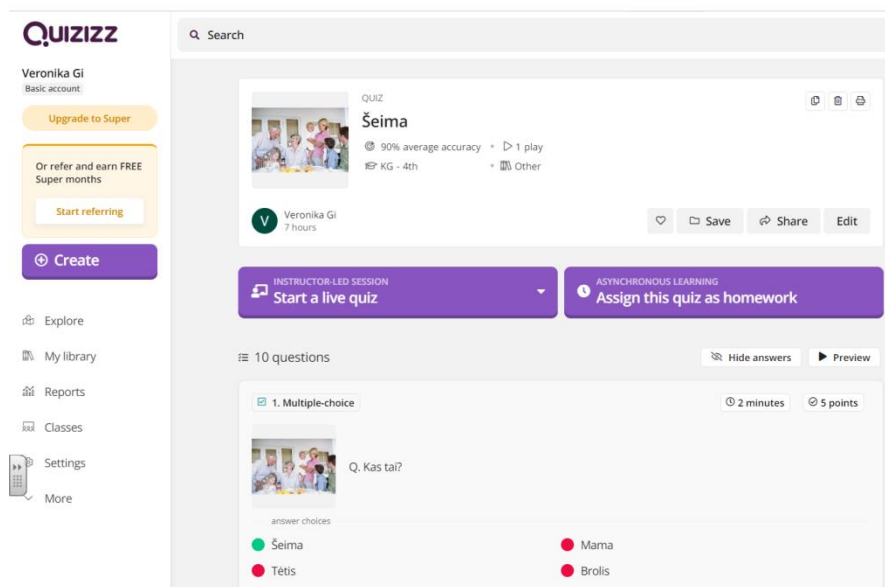 Quizizz
Search
Veronika Gi
Basic account
Upgrade to Super
Or refer and earn FREE
Super months
Start referring
Create
Explore
My library
Reports
Classes
Settings
More
QUIZ
Šeima
90% average accuracy • 1 play
KG - 4th • Other
V
Veronika Gi
7 hours
Save
Share
Edit
INSTRUCTOR-LED SESSION
Start a live quiz
ASYNCHRONOUS LEARNING
Assign this quiz as homework
10 questions
Hide answers
Preview
1. Multiple-choice
2 minutes
5 points
Q. Kas tai?
answer choices
Šeima
Mama
Tėtis
Brolis